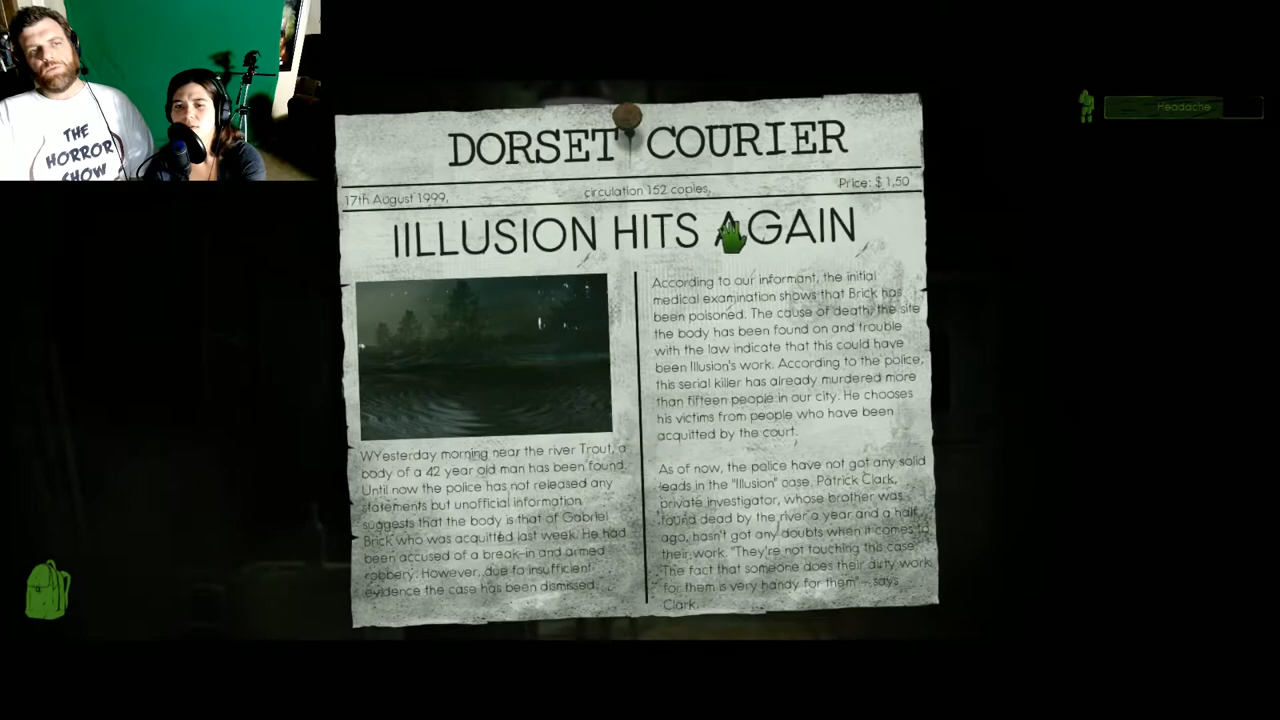 THE
HORROR
SHOW
Headache
DORSET COURIER
17th August 1999,
circulation 152 copies,
Price: $ 1,50
IILLUSION HITS AGAIN
WYesterday morning near the river Trout, a
body of a 42 year old man has been found.
Until now the police has not released any
statements but unofficial information
suggests that the body is that of Gabriel
Brick who was acquitted last week. He had
been accused of a break-in and armed
robbery. However, due to insufficient
evidence the case has been dismissed.
According to our informant, the initial
medical examination shows that Brick has
been poisoned. The cause of death, the site
the body has been found on and trouble
with the law indicate that this could have
been Illusion's work. According to the police,
this serial killer has already murdered more
than fifteen people in our city. He chooses
his victims from people who have been
acquitted by the court.
As of now, the police have not got any solid
leads in the "Illusion" case. Patrick Clark,
private investigator, whose brother was
found dead by the river a year and a half
ago, hasn't got any doubts when it comes to
their work. "They're not touching this case.
The fact that someone does their dirty work
for them is very handy for them" - says
Clark.